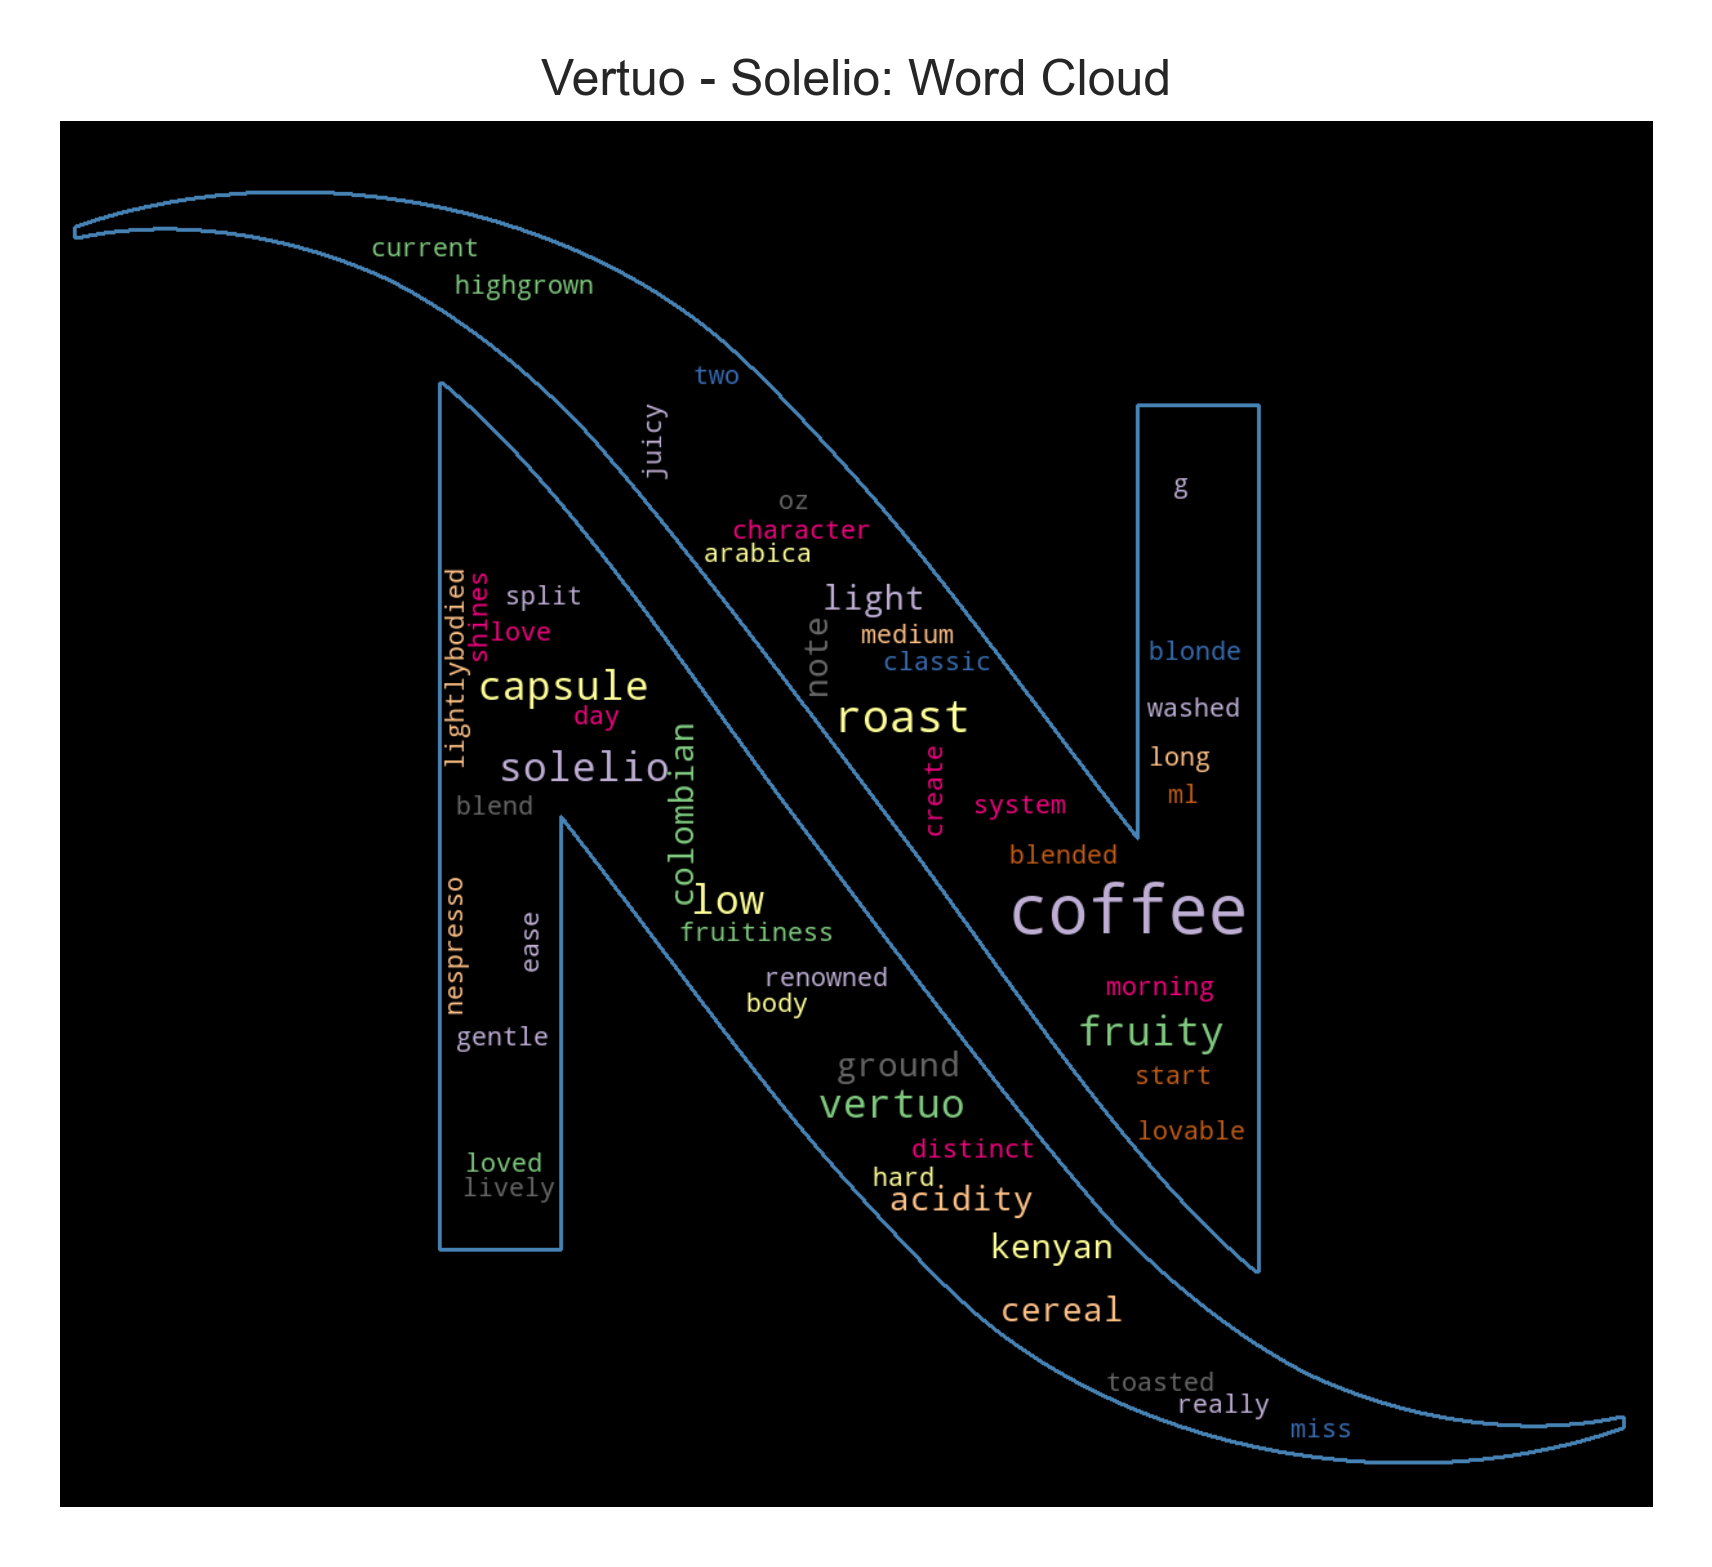 Vertuo - Solelio: Word Cloud
current
highgrown
two
juicy
g
oz
character
arabica
light
lightlybodied
shines
split
love
note
medium
classic
blonde
capsule
day
roast
washed
solelio
colombian
create
long
ml
blend
system
blended
low
coffee
fruitiness
nespresso
ease
renowned
body
morning
gentle
fruity
ground
start
vertuo
lovable
distinct
loved
lively
hard
acidity
kenyan
cereal
toasted
really
miss